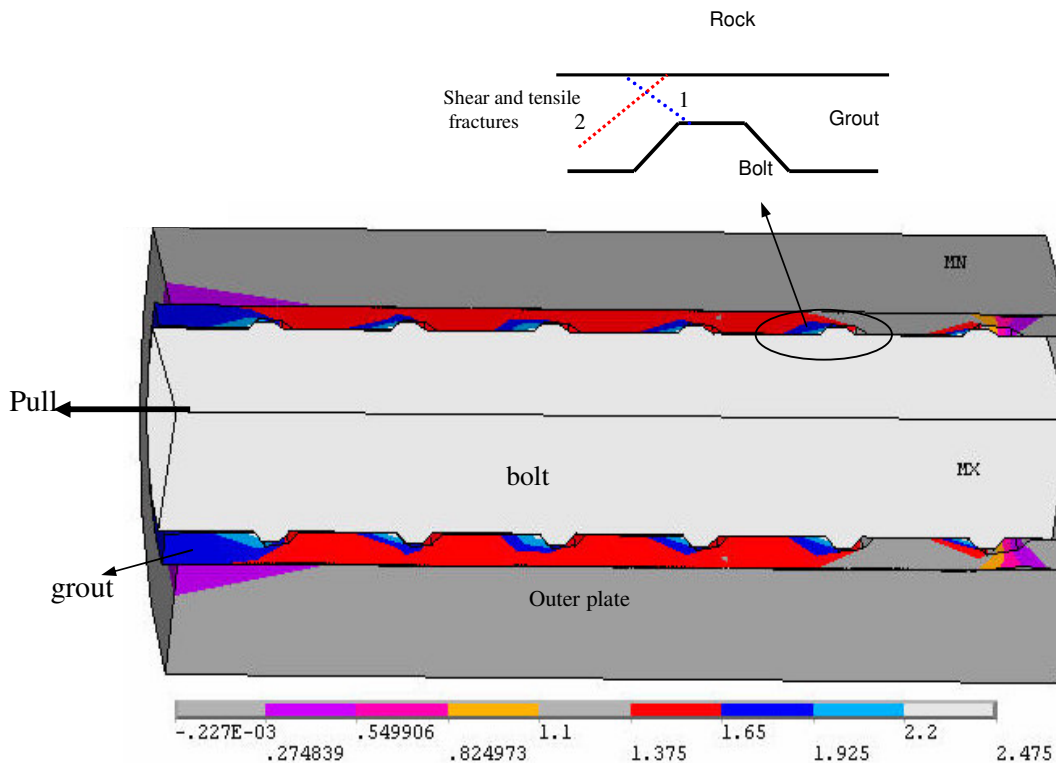 Rock
Shear and tensile
fractures
1
2
Grout
Bolt
MN
Pull
bolt
MX
grout
Outer plate
-.227E-03
.274839
.549906
.824973
1.1
1.375
1.65
1.925
2.2
2.475